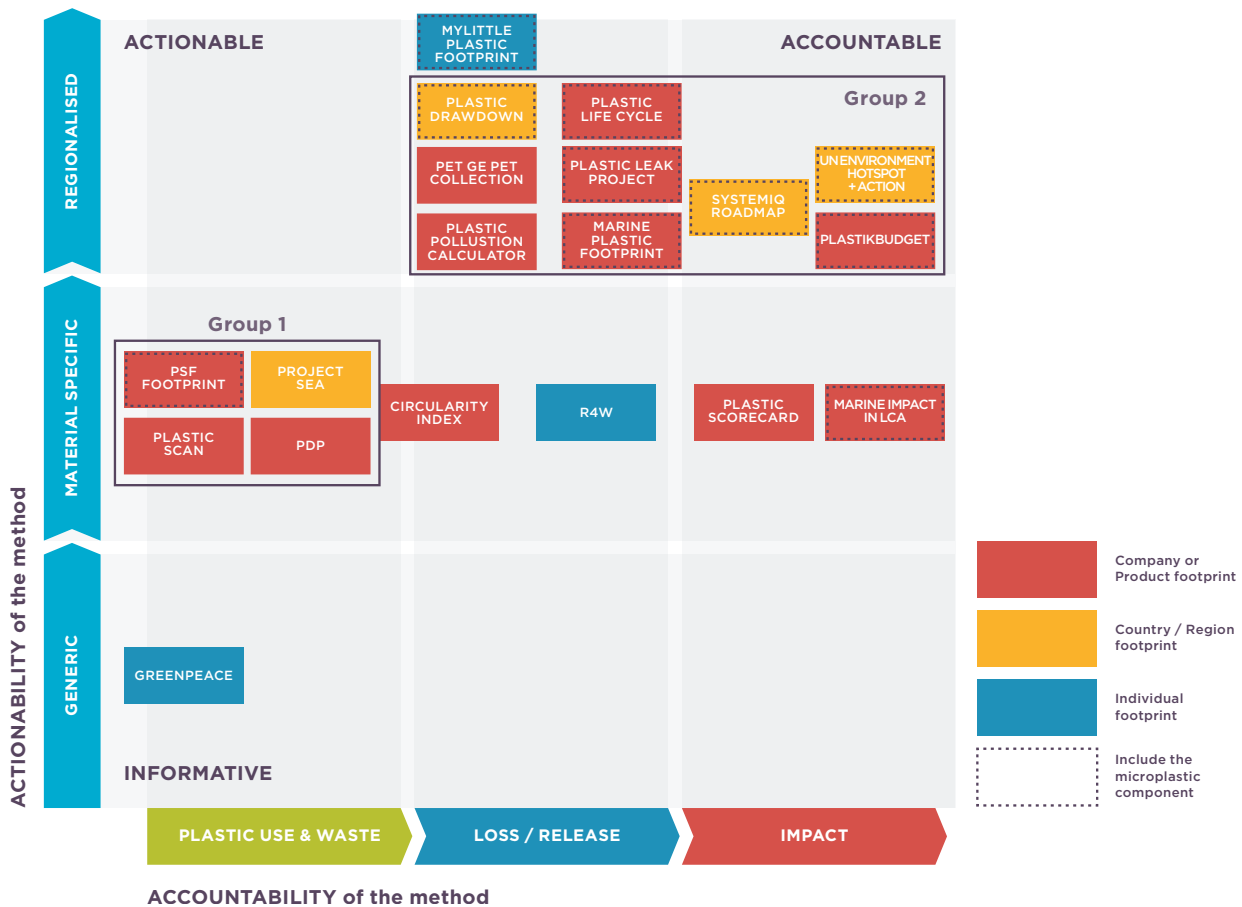 ACTIONABLE
ACCOUNTABLE
MYLITTLE
PLASTIC
FOOTPRINT
Group 2
PLASTIC
DRAWDOWN
PLASTIC
LIFE CYCLE
PET GE PET
COLLECTION
PLASTIC LEAK
PROJECT
SYSTEMIQ
ROADMAP
UN ENVIRONMENT
HOTSPOT
+ ACTION
PLASTIC
POLLUSTION
CALCULATOR
MARINE
PLASTIC
FOOTPRINT
PLASTIKBUDGET
REGIONALISED
Group 1
PSF
FOOTPRINT
PROJECT
SEA
PLASTIC
SCAN
PDP
CIRCULARITY
INDEX
R4W
PLASTIC
SCORECARD
MARINE IMPACT
IN LCA
MATERIAL SPECIFIC
GREENPEACE
GENERIC
INFORMATIVE
ACTIONABILITY of the method
PLASTIC USE & WASTE
LOSS / RELEASE
IMPACT
ACCOUNTABILITY of the method
Company or
Product footprint
Country / Region
footprint
Individual
footprint
Include the
microplastic
component